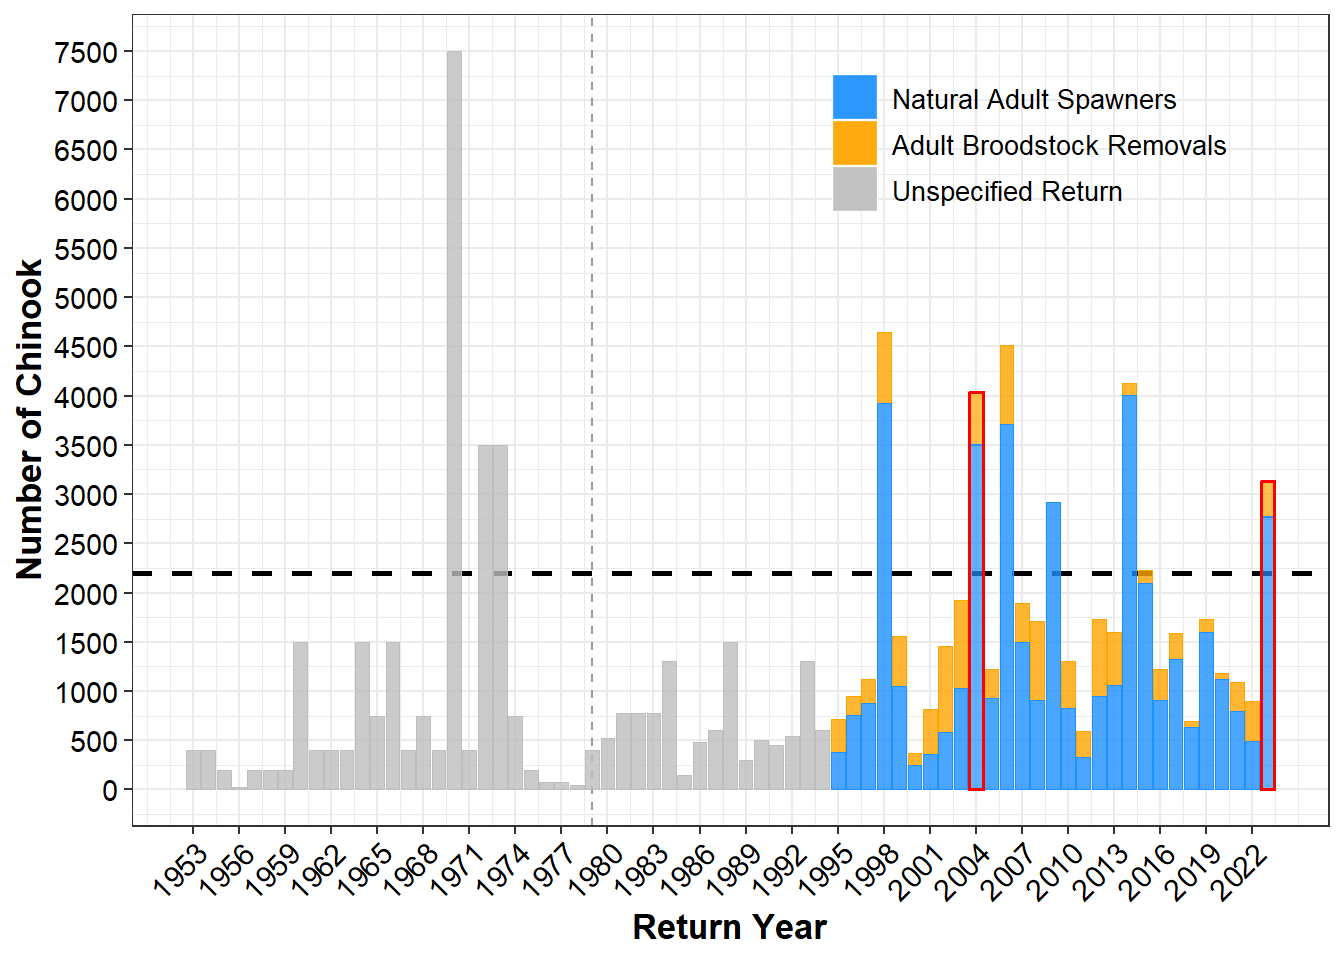 Number of Chinook
7500
7000
6500
6000
5500
5000
4500
4000
3500
3000
2500
2000
1500
1000
500
0
Natural Adult Spawners
Adult Broodstock Removals
Unspecified Return
1953 1956 1959 1962 1965 1968 1971 1974 1977 1980 1983 1986 1989 1992 1995 1998 2001 2004 2007 2010 2013 2016 2019 2022
Return Year